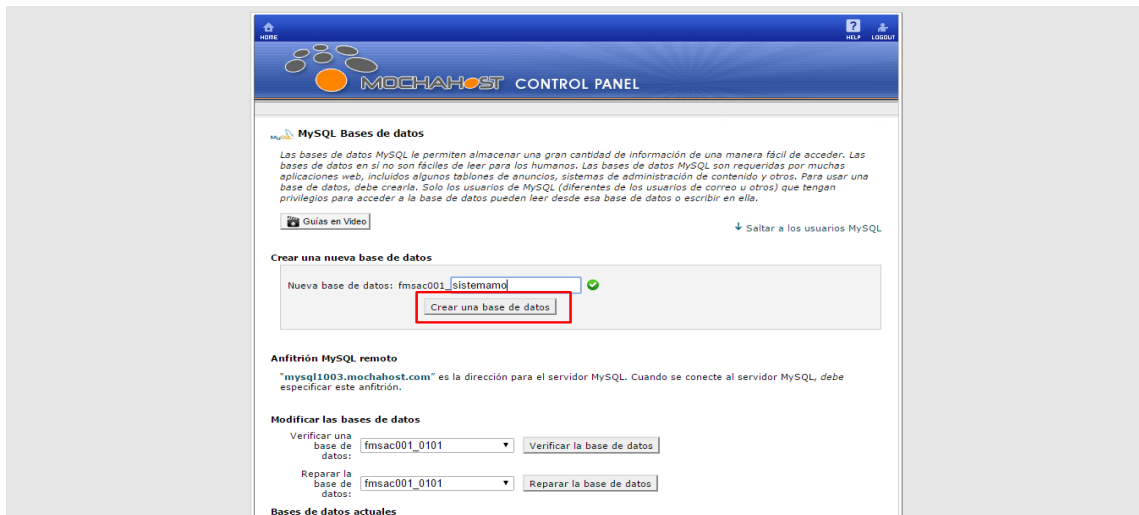 HOME
HELP LOGOUT
MOCHAHOST CONTROL PANEL
MySQL MySQL Bases de datos
Las bases de datos MySQL le permiten almacenar una gran cantidad de información de una manera fácil de acceder. Las
bases de datos en sí no son fáciles de leer para los humanos. Las bases de datos MySQL son requeridas por muchas
aplicaciones web, incluidos algunos tablones de anuncios, sistemas de administración de contenido y otros. Para usar una
base de datos, debe crearla. Solo los usuarios de MySQL (diferentes de los usuarios de correo u otros) que tengan
privilegios para acceder a la base de datos pueden leer desde esa base de datos o escribir en ella.
Guías en Video
Saltar a los usuarios MySQL
Crear una nueva base de datos
Nueva base de datos: fmsac001_ sistemamo
Crear una base de datos
Anfitrión MySQL remoto
"mysql1003.mochahost.com" es la dirección para el servidor MySQL. Cuando se conecte al servidor MySQL, debe
especificar este anfitrión.
Modificar las bases de datos
Verificar una
base de fmsac001_0101 Verificar la base de datos
datos:
Reparar la
base de fmsac001_0101 Reparar la base de datos
datos:
Bases de datos actuales